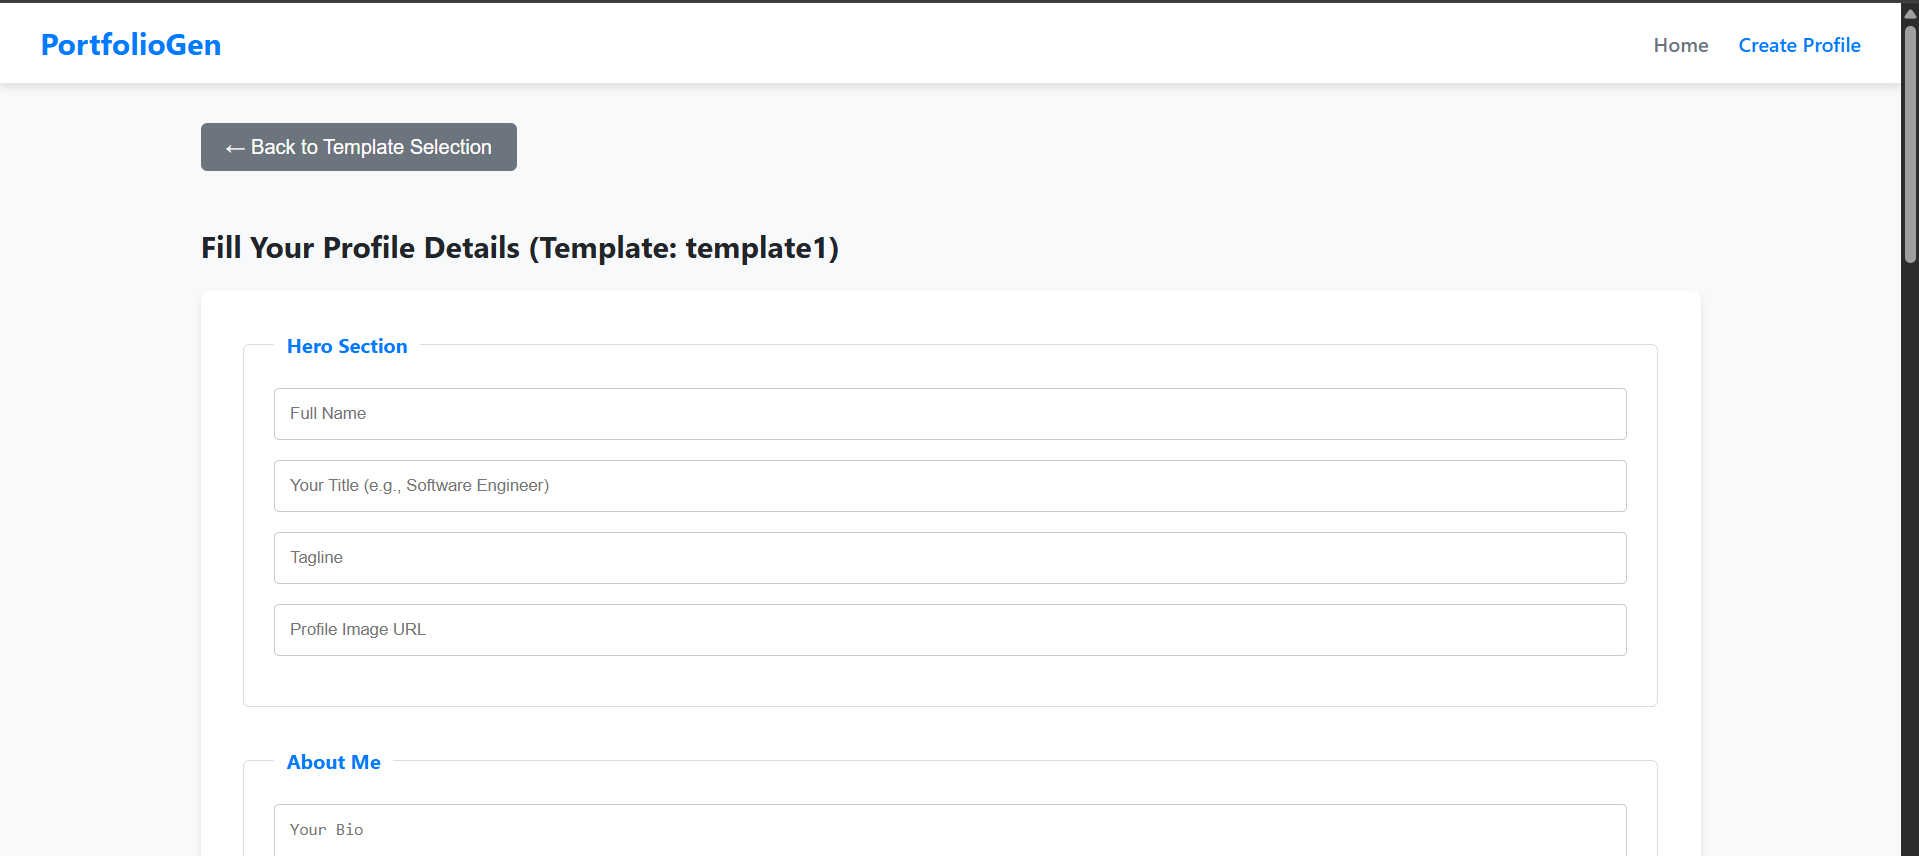 PortfolioGen
Home
Create Profile
← Back to Template Selection
Fill Your Profile Details (Template: template1)
Hero Section
Full Name
Your Title (e.g., Software Engineer)
Tagline
Profile Image URL
About Me
Your Bio